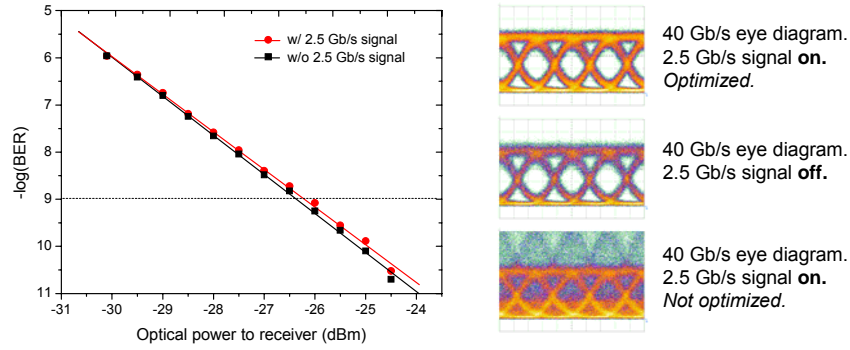 5
6
7
8
9
10
11
-log(BER)
w/ 2.5 Gb/s signal
w/o 2.5 Gb/s signal
-31 -30 -29 -28 -27 -26 -25 -24
Optical power to receiver (dBm)
40 Gb/s eye diagram.
2.5 Gb/s signal on.
Optimized.
40 Gb/s eye diagram.
2.5 Gb/s signal off.
40 Gb/s eye diagram.
2.5 Gb/s signal on.
Not optimized.